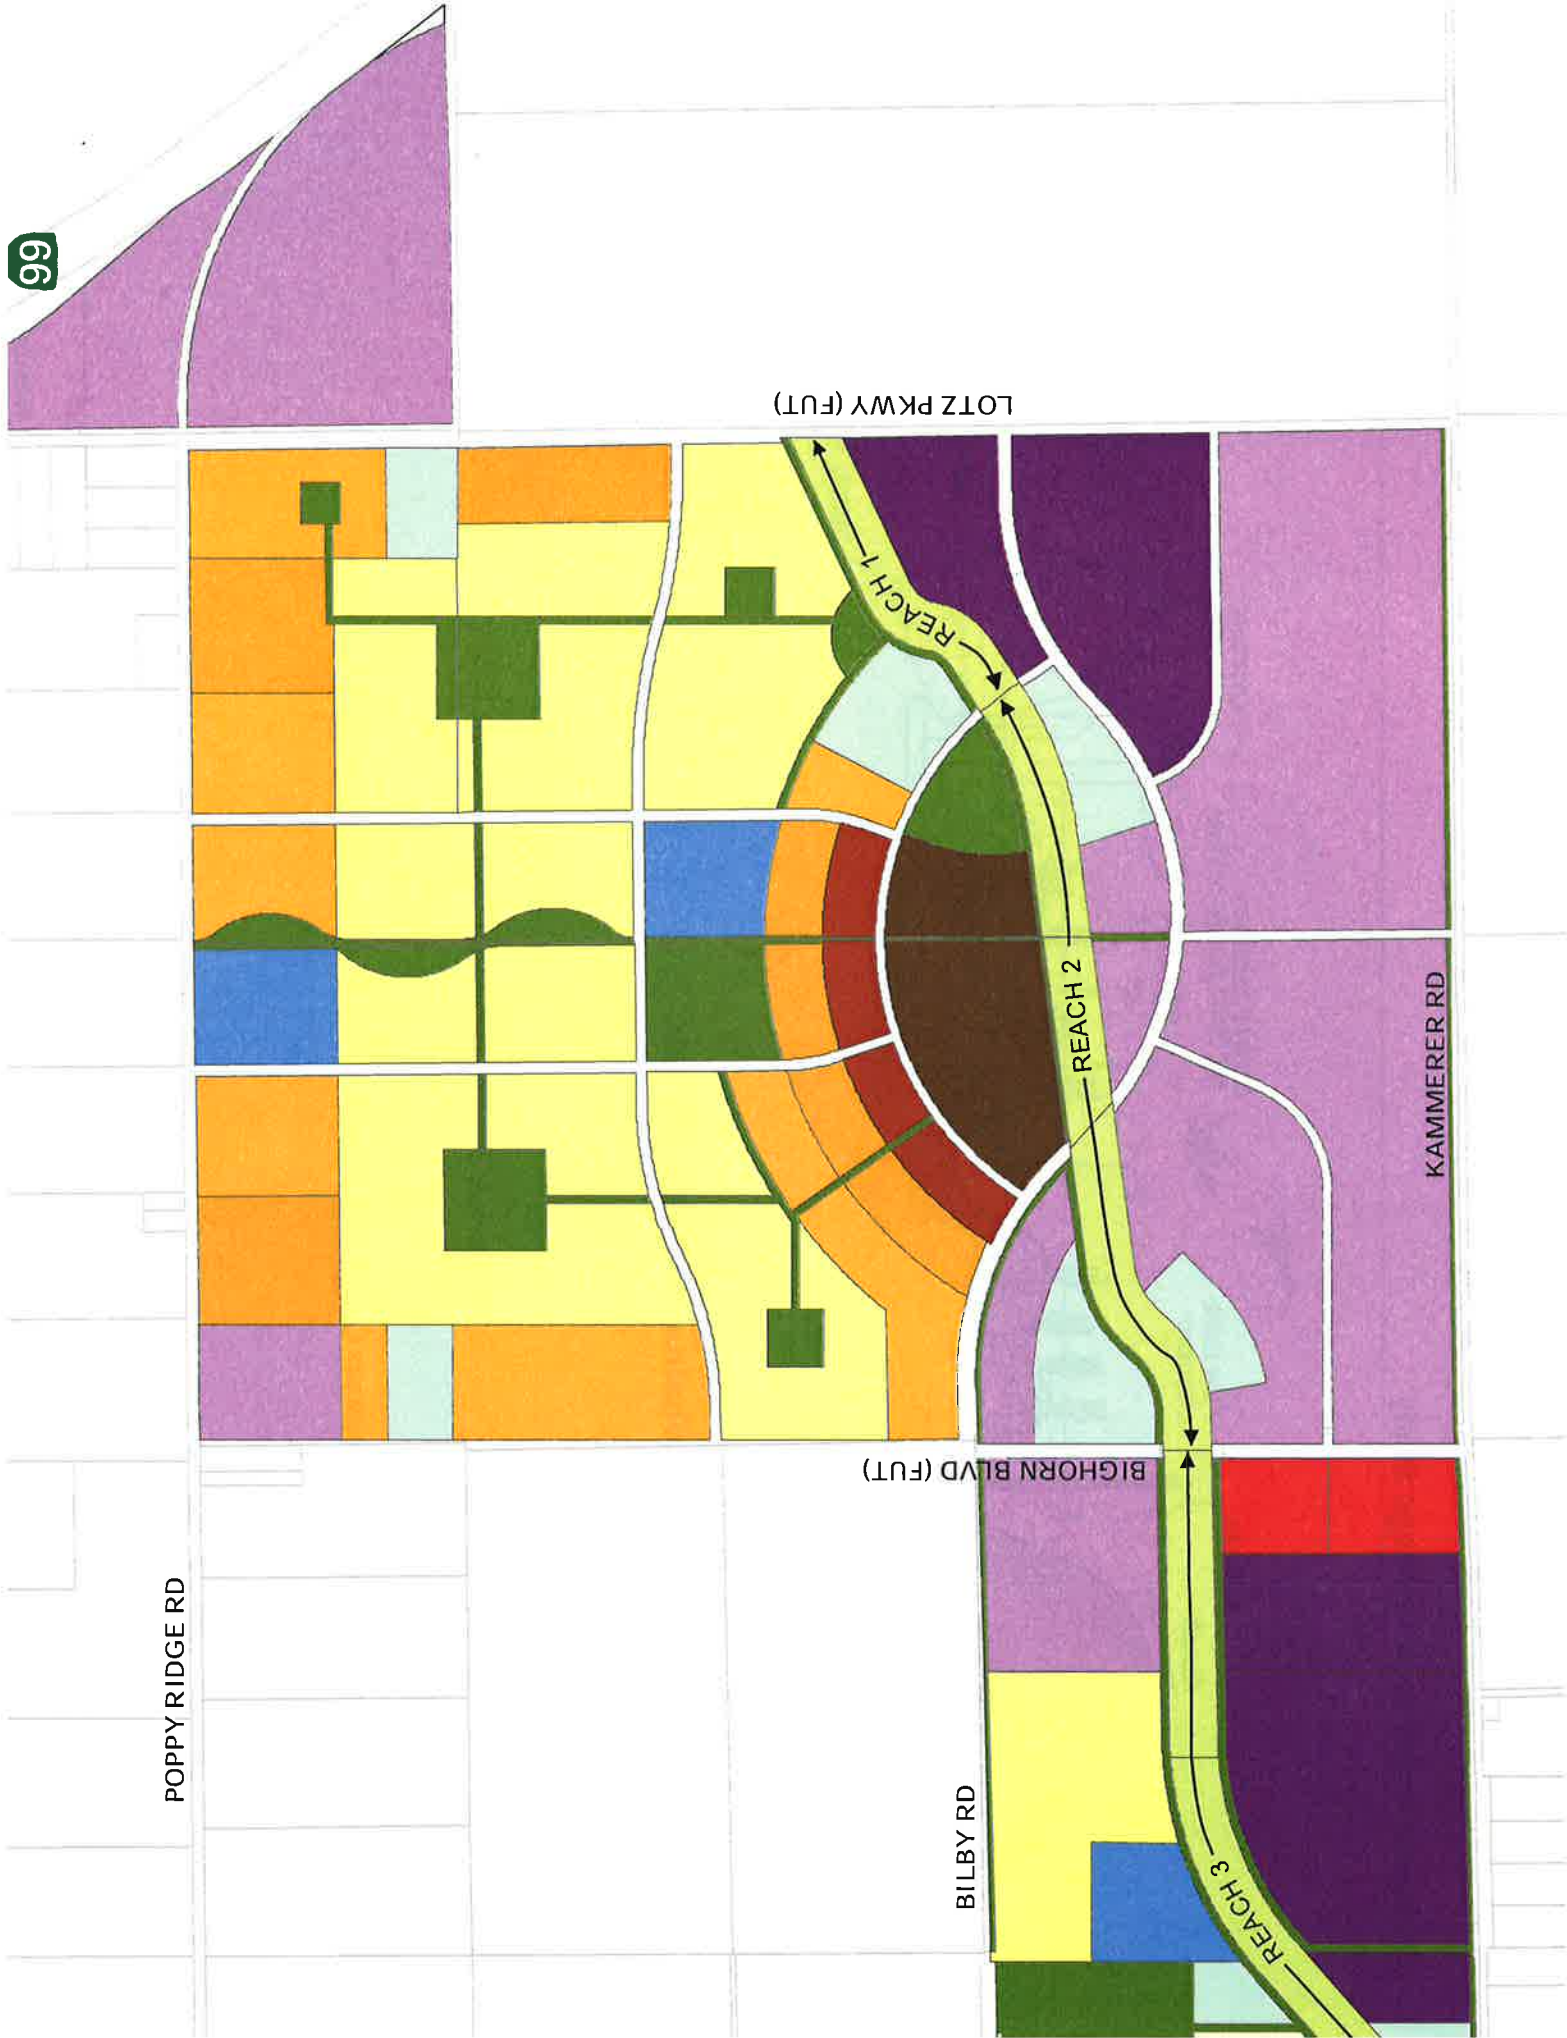 99
LOTZ PKWY (FUT)
REACH 1
REACH 2
KAMMERER RD
BIGHORN BLVD (FUT)
POPPY RIDGE RD
BILBY RD
REACH 3